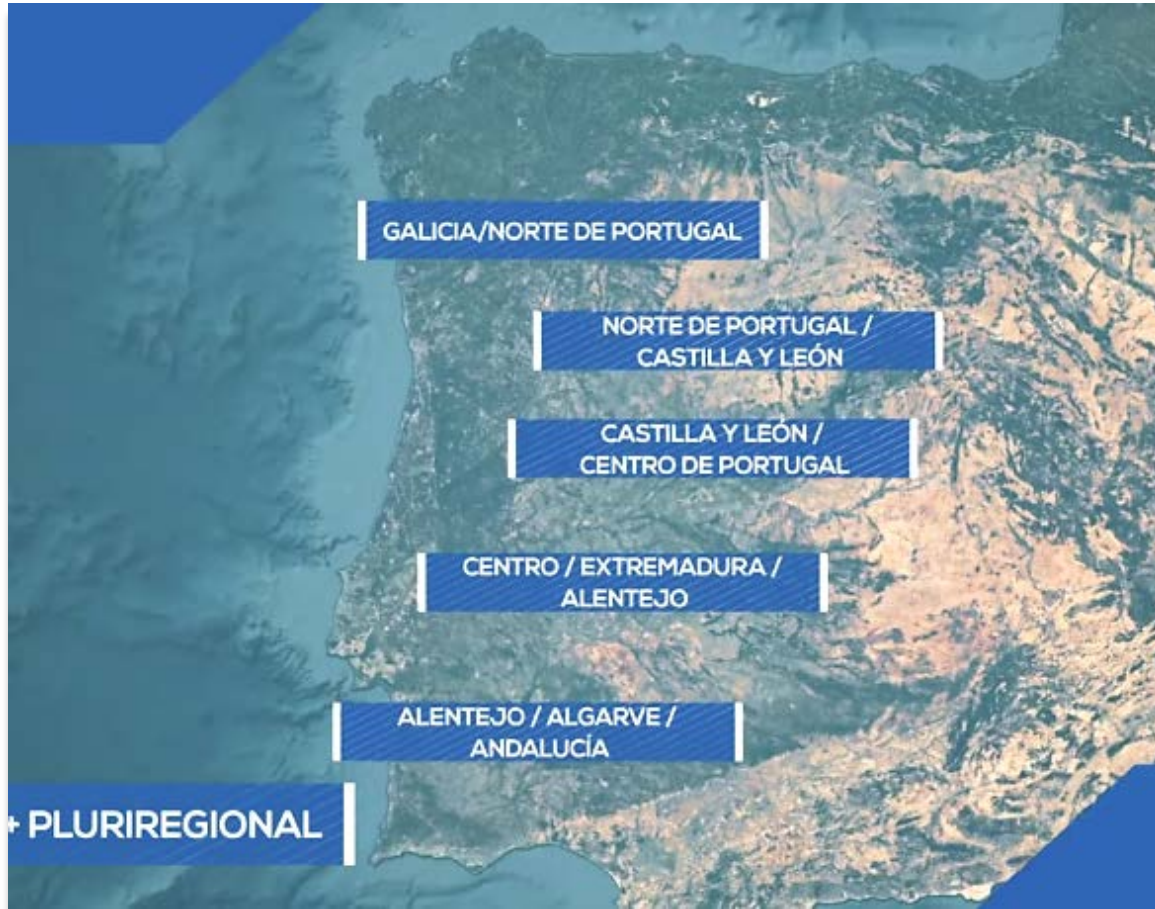 GALICIA/NORTE DE PORTUGAL
NORTE DE PORTUGAL /
CASTILLA Y LEÓN
CASTILLA Y LEÓN /
CENTRO DE PORTUGAL
CENTRO / EXTREMADURA /
ALENTEJO
ALENTEJO / ALGARVE /
ANDALUCÍA
+ PLURIREGIONAL